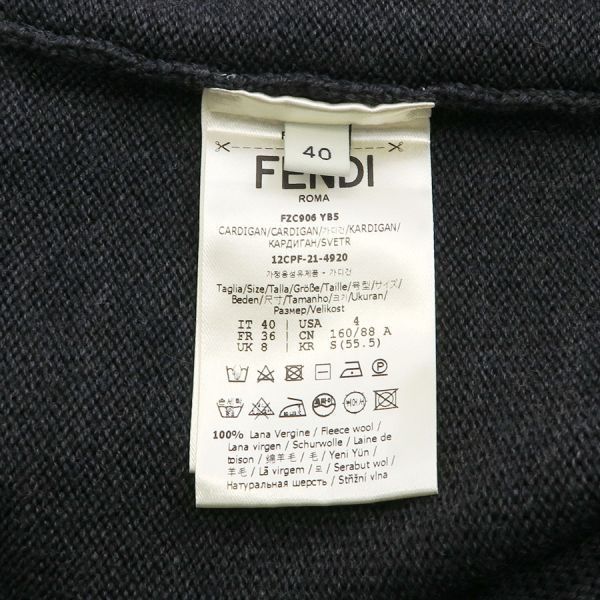 40
FENDI
ROMA
FZC906 YB5
CARDIGAN/CARDIGAN/가디건/KARDIGAN/
КАРДИГАН/SVETR
12CPF-21-4920
가정용섬유제품 - 가디건
Taglia/Size/Talla/Größe/Taille/号型/サイズ/
Beden/尺寸/Tamanho/크기/Ukuran/
Размер/Velikost
IT 40 USA 4
FR 36 CN 160/88 A
UK 8 KR S(55.5)
100% Lana Vergine / Fleece wool /
Lana virgen / Schurwolle / Laine de
toison / 绵羊毛 / 毛 / Yeni Yün /
羊毛 / Lã virgem / 모 / Serabut wol /
Натуральная шерсть / Střižní vlna